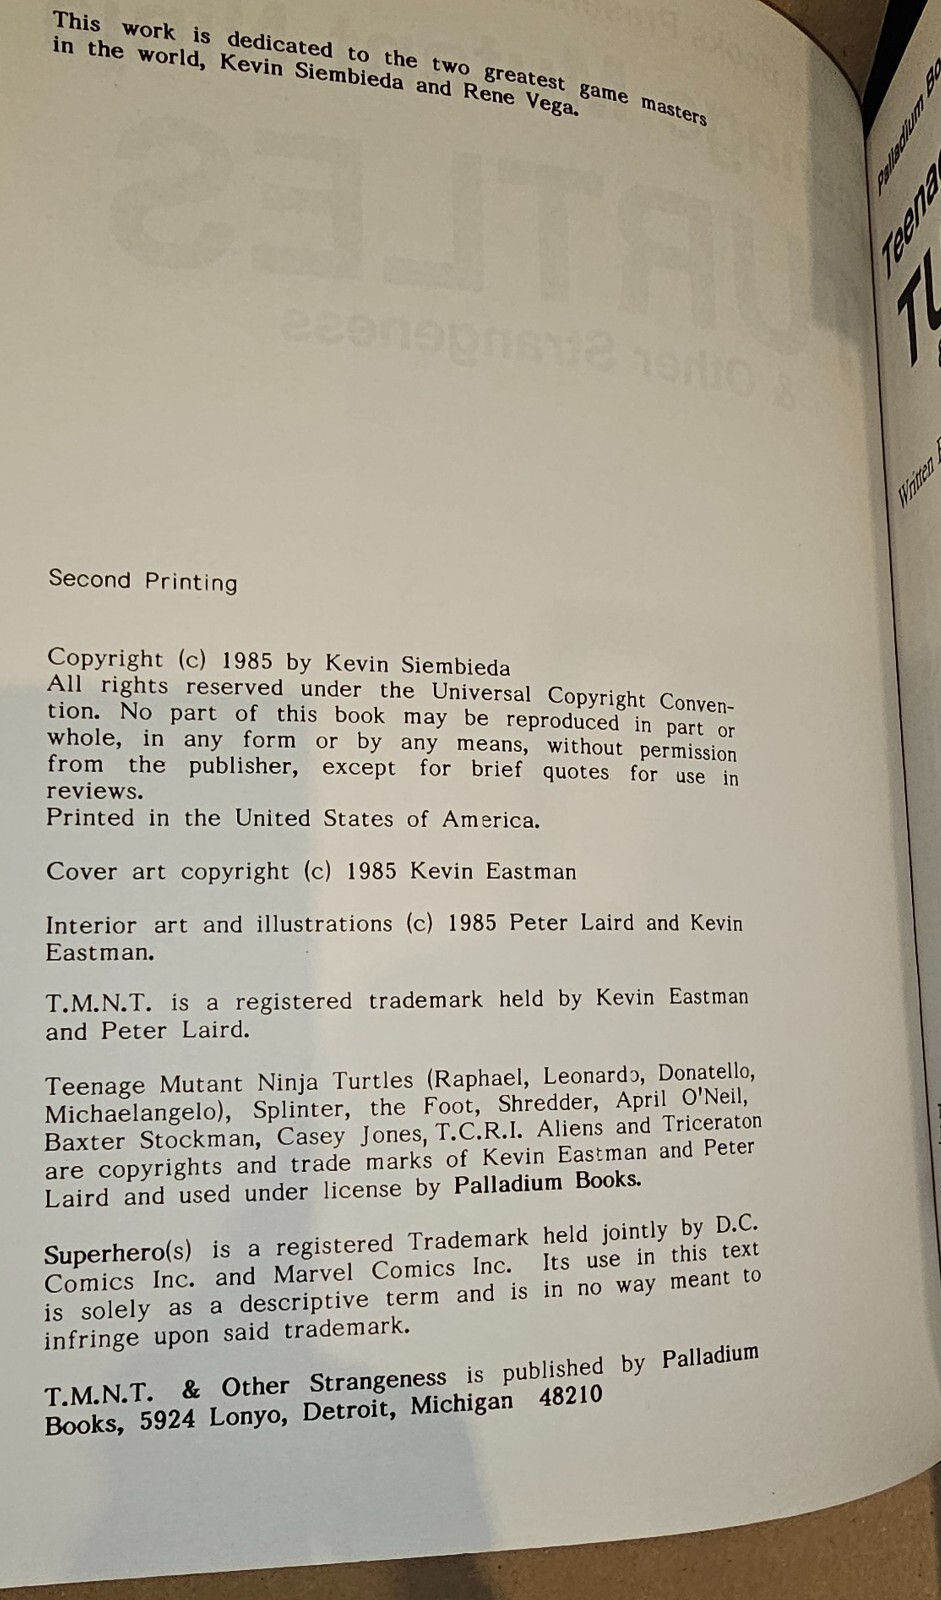 This work is dedicated to the two greatest game masters
in the world, Kevin Siembieda and Rene Vega.
URTLES
& Other Strangeness
Second Printing
Copyright (c) 1985 by Kevin Siembieda
All rights reserved under the Universal Copyright Conven-
tion. No part of this book may be reproduced in part or
whole, in any form or by any means, without permission
from the publisher, except for brief quotes for use in
reviews.
Printed in the United States of America.
Cover art copyright (c) 1985 Kevin Eastman
Interior art and illustrations (c) 1985 Peter Laird and Kevin
Eastman.
T.M.N.T. is a registered trademark held by Kevin Eastman
and Peter Laird.
Teenage Mutant Ninja Turtles (Raphael, Leonardo, Donatello,
Michaelangelo), Splinter, the Foot, Shredder, April O'Neil,
Baxter Stockman, Casey Jones, T.C.R.I. Aliens and Triceraton
are copyrights and trade marks of Kevin Eastman and Peter
Laird and used under license by Palladium Books.
Superhero(s) is a registered Trademark held jointly by D.C.
Comics Inc. and Marvel Comics Inc. Its use in this text
is solely as a descriptive term and is in no way meant to
infringe upon said trademark.
T.M.N.T. & Other Strangeness is published by Palladium
Books, 5924 Lonyo, Detroit, Michigan 48210
Palladium Bo
Teena
TU
Written